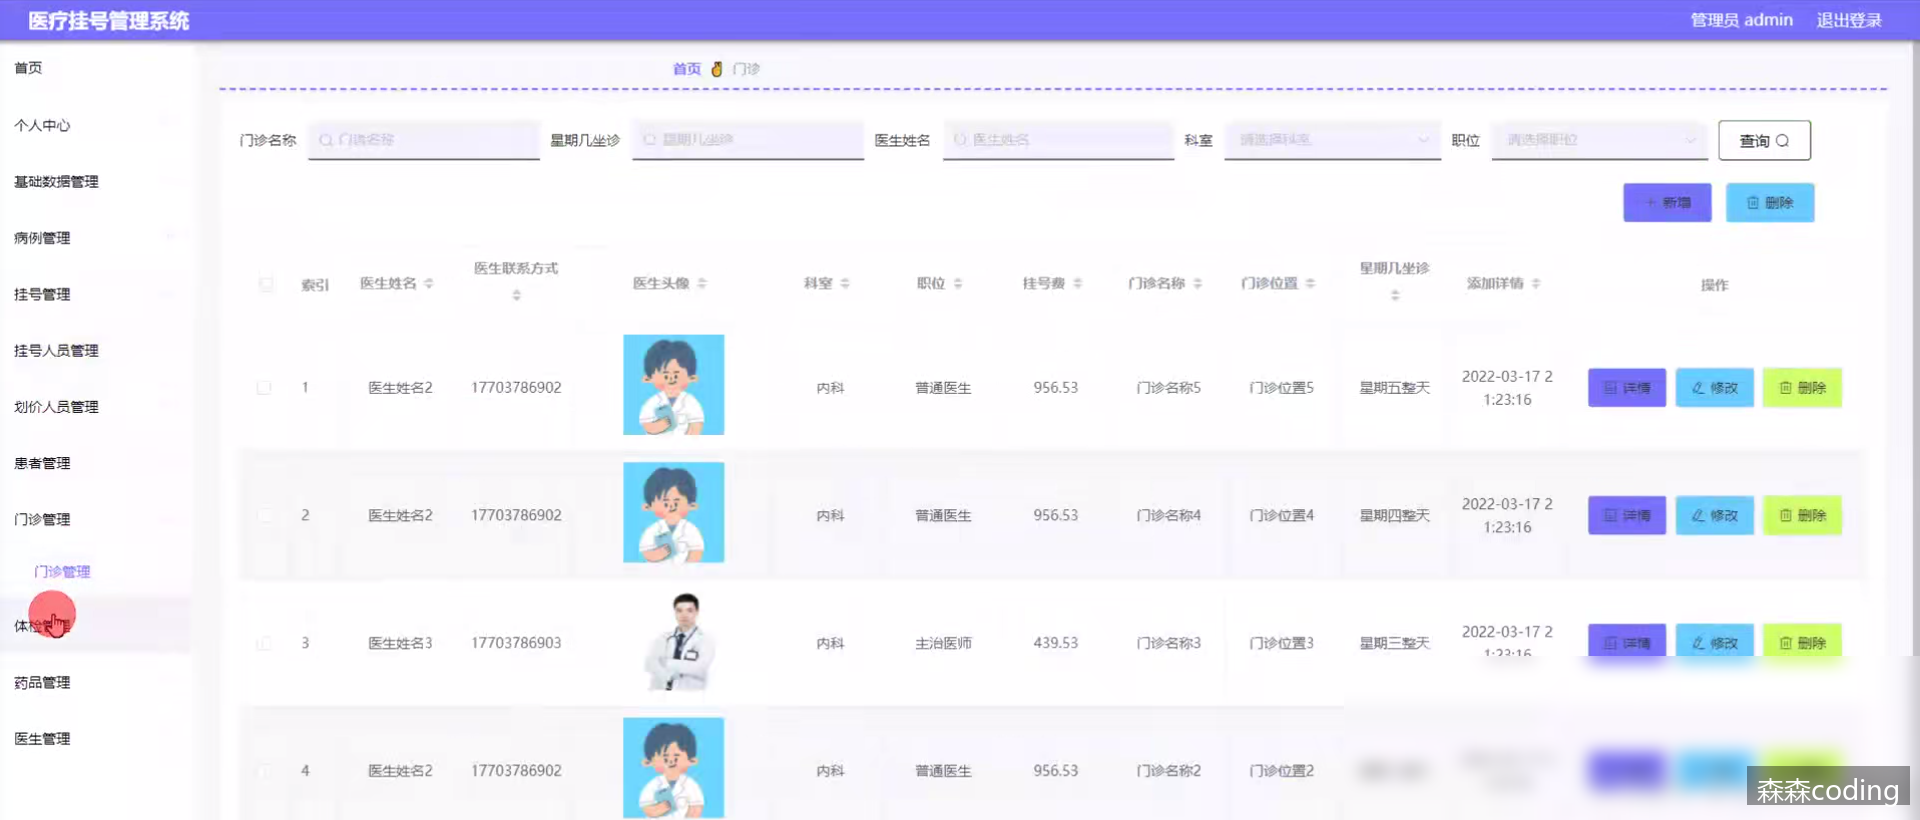 医疗挂号管理系统
管理员 admin 退出登录
首页
个人中心
基础数据管理
病例管理
挂号管理
挂号人员管理
划价人员管理
患者管理
门诊管理
门诊管理
体检管理
药品管理
医生管理
首页 门诊
门诊名称 门诊名称 星期几坐诊 星期几坐诊 医生姓名 医生姓名 科室 请选择科室 职位 请选择职位 查询
新增 删除
索引 医生姓名 医生联系方式 医生头像 科室 职位 挂号费 门诊名称 门诊位置 星期几坐诊 添加详情 操作
1 医生姓名2 17703786902 内科 普通医生 956.53 门诊名称5 门诊位置5 星期五整天 2022-03-17 2
1:23:16 详情 修改 删除
2 医生姓名2 17703786902 内科 普通医生 956.53 门诊名称4 门诊位置4 星期四整天 2022-03-17 2
1:23:16 详情 修改 删除
3 医生姓名3 17703786903 内科 主治医师 439.53 门诊名称3 门诊位置3 星期三整天 2022-03-17 2
1:23:16 详情 修改 删除
4 医生姓名2 17703786902 内科 普通医生 956.53 门诊名称2 门诊位置2
森森coding